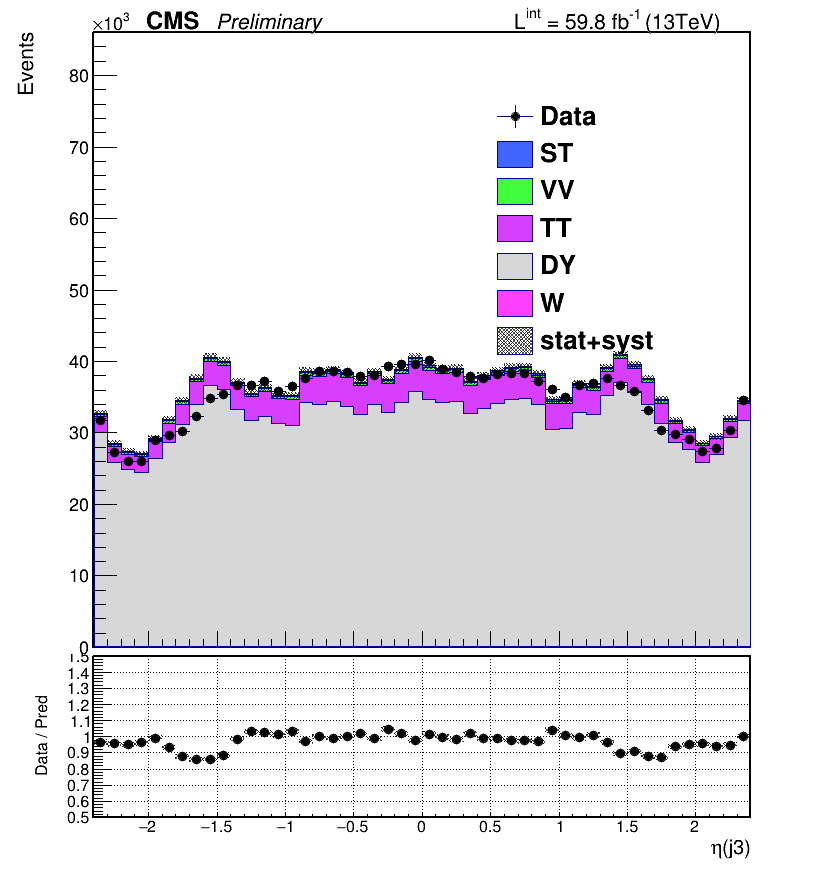 ×10³ CMS Preliminary L^int = 59.8 fb⁻¹ (13TeV)
Events
80
70
60
50
40
30
20
10
0
Data
ST
VV
TT
DY
W
stat+syst
Data / Pred
1.5
1.4
1.3
1.2
1.1
1
0.9
0.8
0.7
0.6
0.5
−2 −1.5 −1 −0.5 0 0.5 1 1.5 2
η(j3)